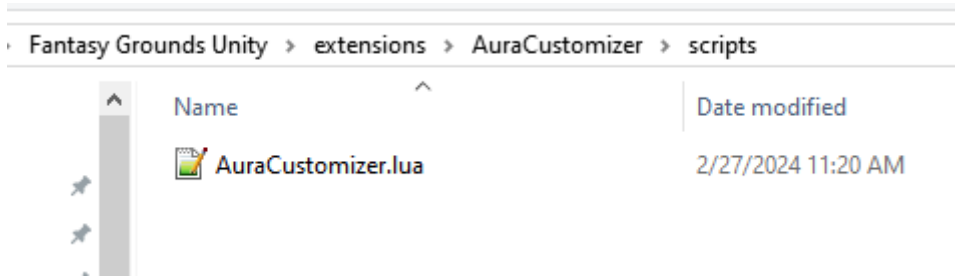 Fantasy Grounds Unity > extensions > AuraCustomizer > scripts
Name Date modified
AuraCustomizer.lua 2/27/2024 11:20 AM